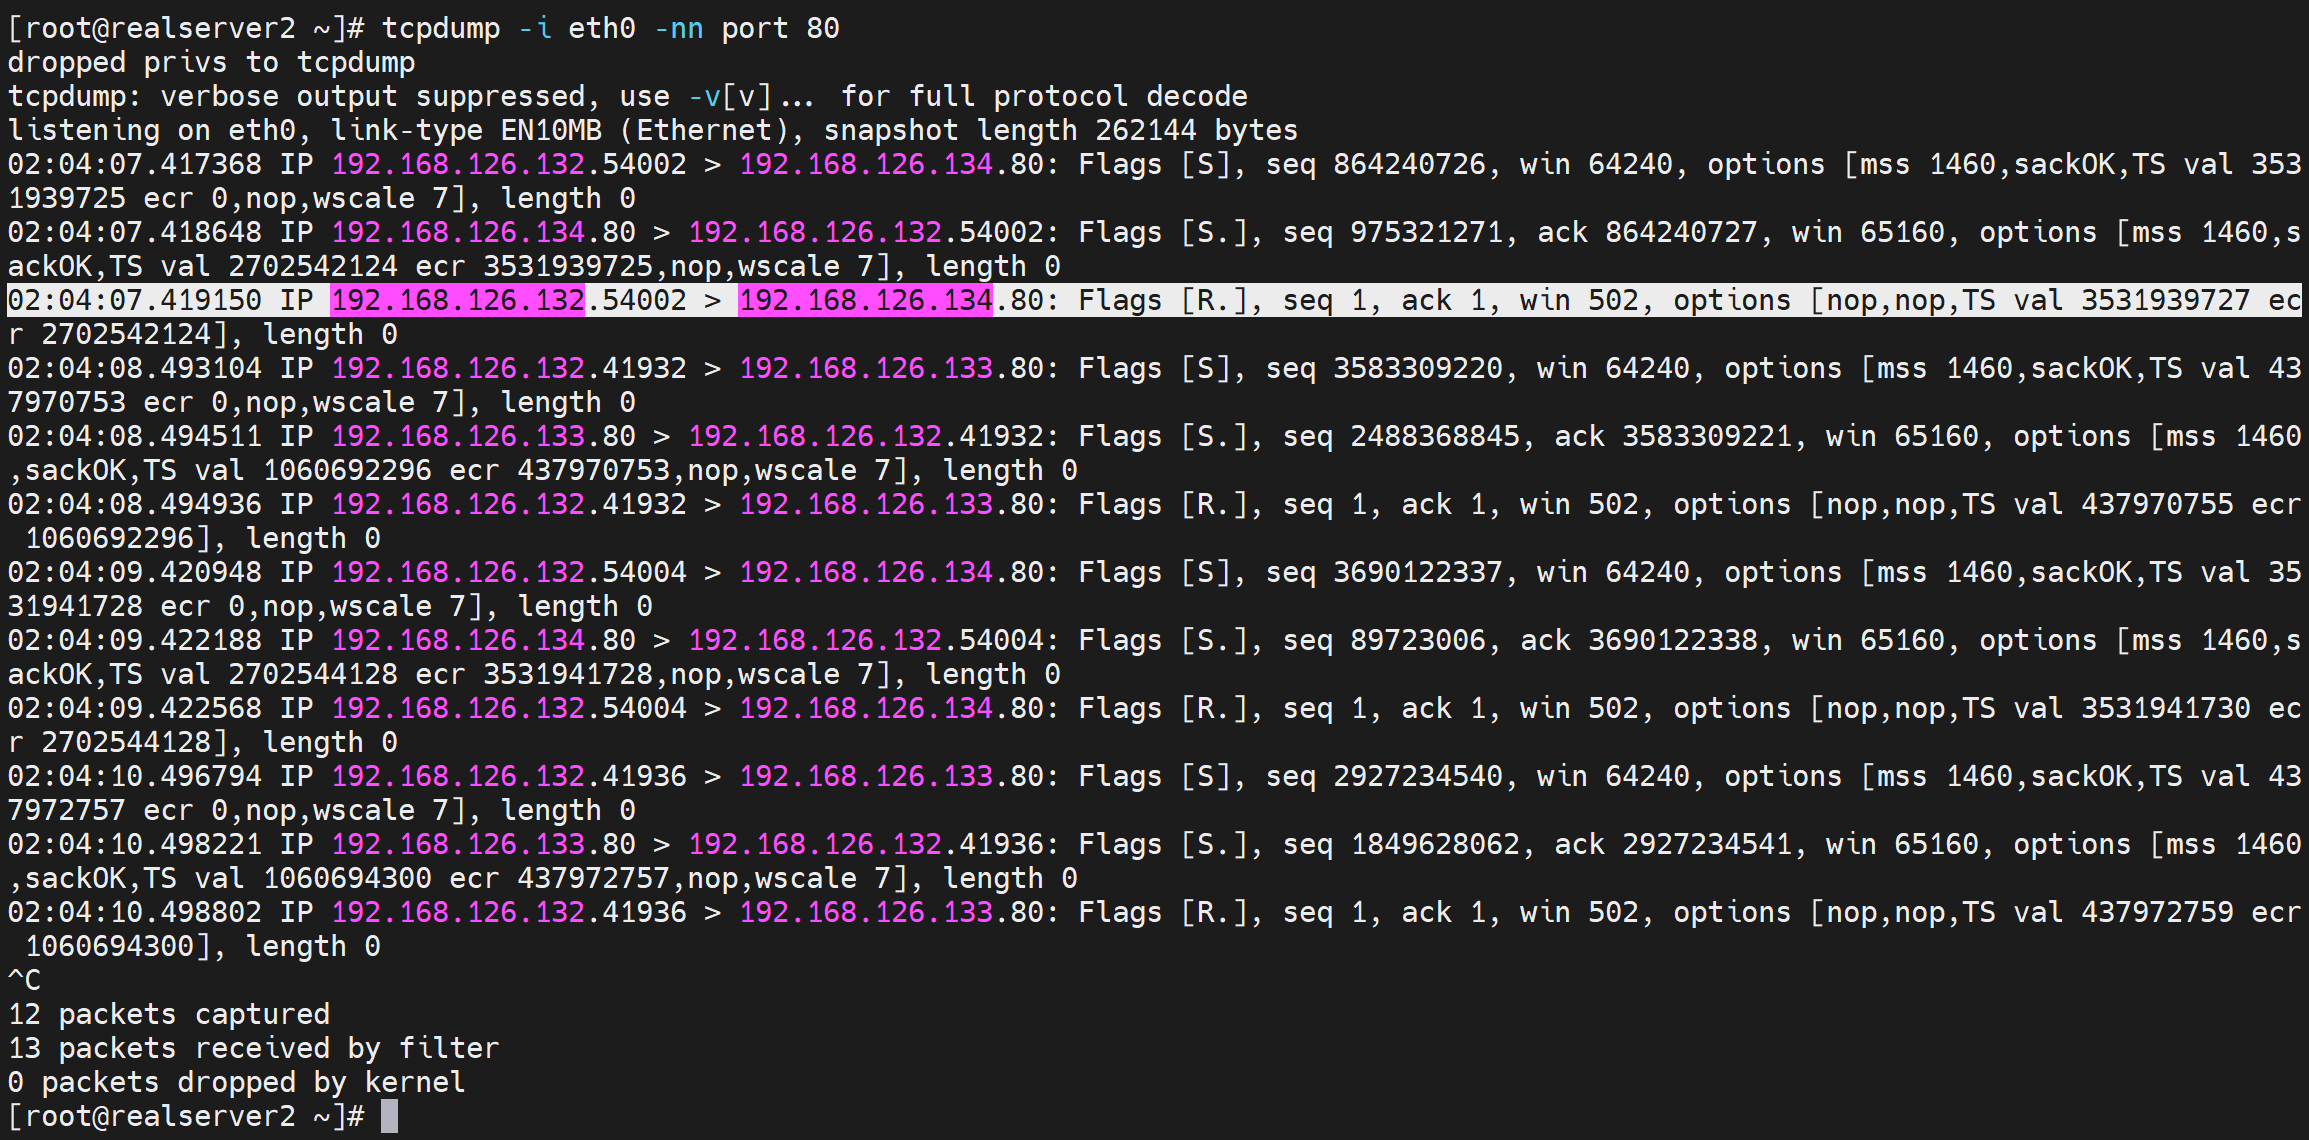 [root@realserver2 ~]# tcpdump -i eth0 -nn port 80
dropped privs to tcpdump
tcpdump: verbose output suppressed, use -v[v]... for full protocol decode
listening on eth0, link-type EN10MB (Ethernet), snapshot length 262144 bytes
02:04:07.417368 IP 192.168.126.132.54002 > 192.168.126.134.80: Flags [S], seq 864240726, win 64240, options [mss 1460,sackOK,TS val 353
1939725 ecr 0,nop,wscale 7], length 0
02:04:07.418648 IP 192.168.126.134.80 > 192.168.126.132.54002: Flags [S.], seq 975321271, ack 864240727, win 65160, options [mss 1460,s
ackOK,TS val 2702542124 ecr 3531939725,nop,wscale 7], length 0
02:04:07.419150 IP 192.168.126.132.54002 > 192.168.126.134.80: Flags [R.], seq 1, ack 1, win 502, options [nop,nop,TS val 3531939727 ec
r 2702542124], length 0
02:04:08.493104 IP 192.168.126.132.41932 > 192.168.126.133.80: Flags [S], seq 3583309220, win 64240, options [mss 1460,sackOK,TS val 43
7970753 ecr 0,nop,wscale 7], length 0
02:04:08.494511 IP 192.168.126.133.80 > 192.168.126.132.41932: Flags [S.], seq 2488368845, ack 3583309221, win 65160, options [mss 1460
,sackOK,TS val 1060692296 ecr 437970753,nop,wscale 7], length 0
02:04:08.494936 IP 192.168.126.132.41932 > 192.168.126.133.80: Flags [R.], seq 1, ack 1, win 502, options [nop,nop,TS val 437970755 ecr
 1060692296], length 0
02:04:09.420948 IP 192.168.126.132.54004 > 192.168.126.134.80: Flags [S], seq 3690122337, win 64240, options [mss 1460,sackOK,TS val 35
31941728 ecr 0,nop,wscale 7], length 0
02:04:09.422188 IP 192.168.126.134.80 > 192.168.126.132.54004: Flags [S.], seq 89723006, ack 3690122338, win 65160, options [mss 1460,s
ackOK,TS val 2702544128 ecr 3531941728,nop,wscale 7], length 0
02:04:09.422568 IP 192.168.126.132.54004 > 192.168.126.134.80: Flags [R.], seq 1, ack 1, win 502, options [nop,nop,TS val 3531941730 ec
r 2702544128], length 0
02:04:10.496794 IP 192.168.126.132.41936 > 192.168.126.133.80: Flags [S], seq 2927234540, win 64240, options [mss 1460,sackOK,TS val 43
7972757 ecr 0,nop,wscale 7], length 0
02:04:10.498221 IP 192.168.126.133.80 > 192.168.126.132.41936: Flags [S.], seq 1849628062, ack 2927234541, win 65160, options [mss 1460
,sackOK,TS val 1060694300 ecr 437972757,nop,wscale 7], length 0
02:04:10.498802 IP 192.168.126.132.41936 > 192.168.126.133.80: Flags [R.], seq 1, ack 1, win 502, options [nop,nop,TS val 437972759 ecr
 1060694300], length 0
^C
12 packets captured
13 packets received by filter
0 packets dropped by kernel
[root@realserver2 ~]#